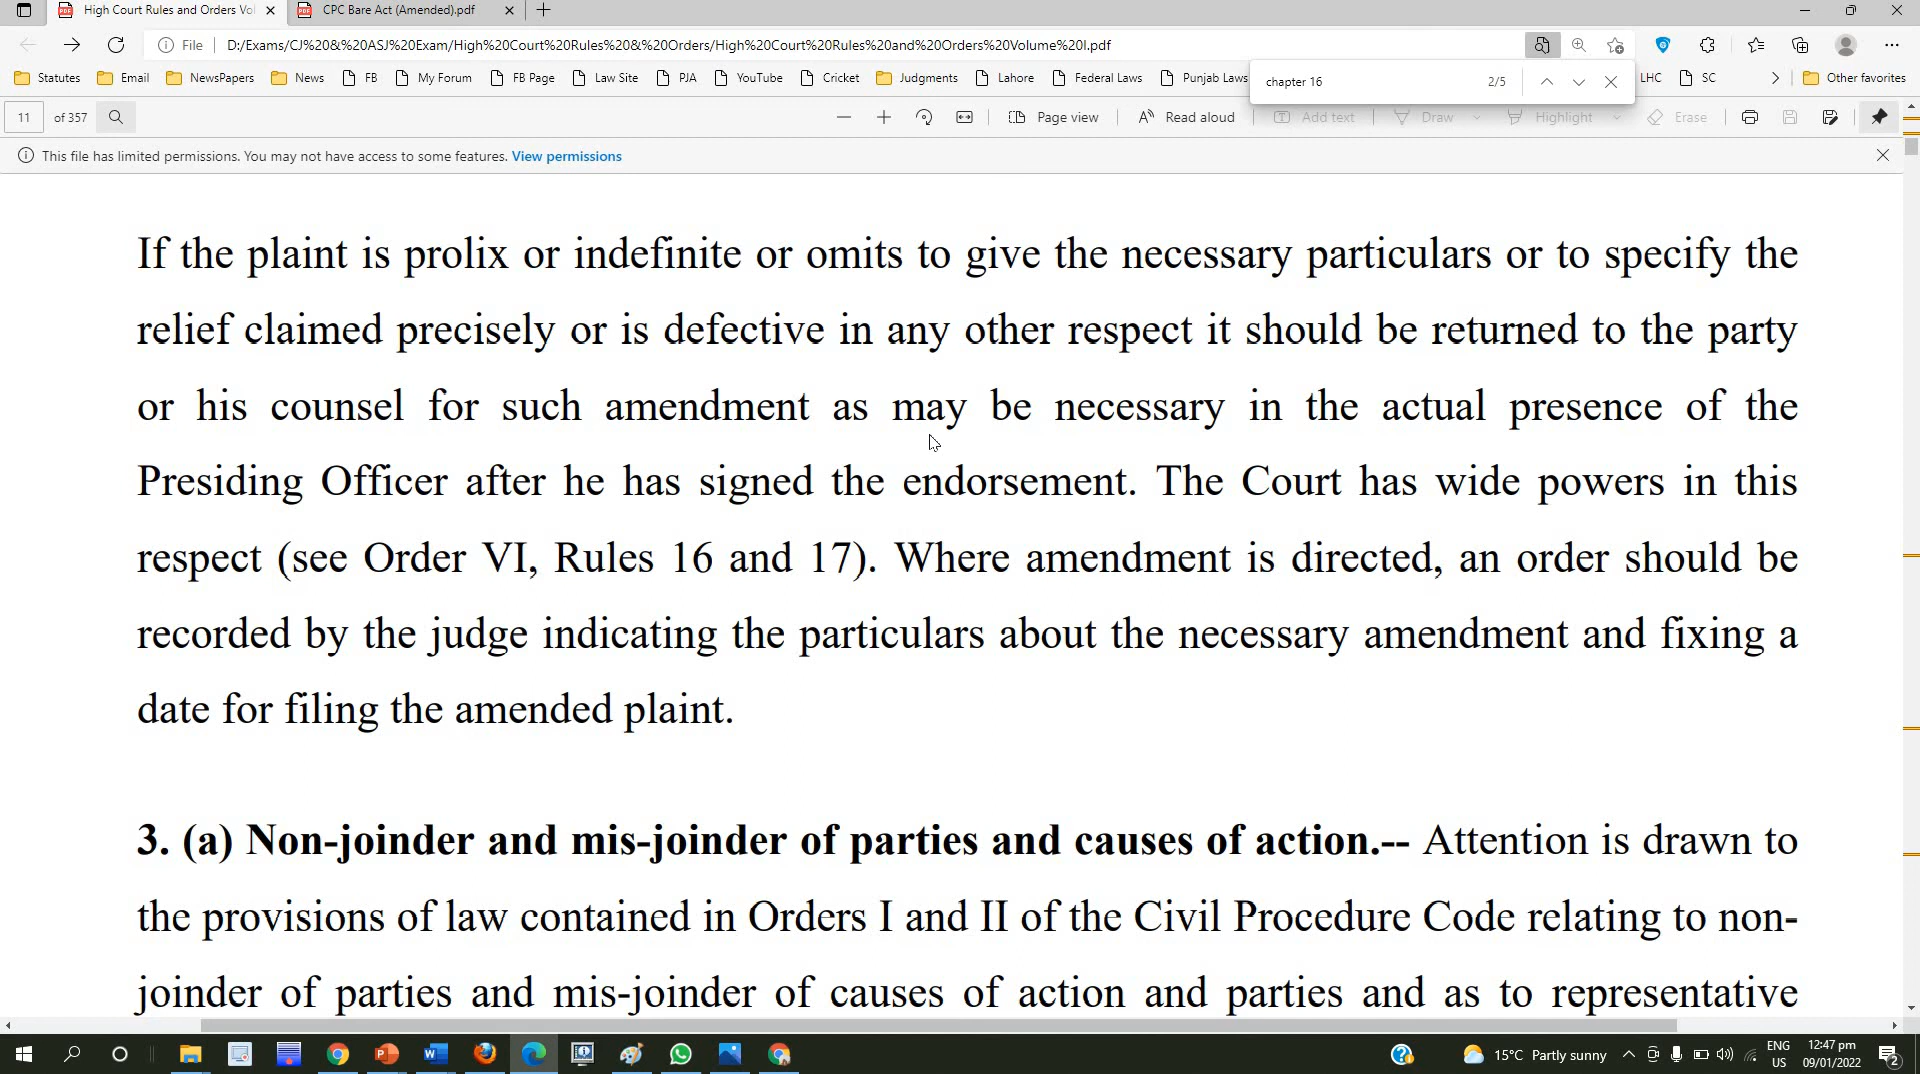 High Court Rules and Orders Vol
CPC Bare Act (Amended).pdf
File
D:/Exams/CJ%20&%20ASJ%20Exam/High%20Court%20Rules%20&%20Orders/High%20Court%20Rules%20and%20Orders%20Volume%20I.pdf
Statutes Email NewsPapers News FB My Forum FB Page Law Site PJA YouTube Cricket Judgments Lahore Federal Laws Punjab Laws LHC SC Other favorites
chapter 16 2/5
11 of 357 Page view Read aloud Add text Draw Highlight Erase
This file has limited permissions. You may not have access to some features. View permissions
If the plaint is prolix or indefinite or omits to give the necessary particulars or to specify the
relief claimed precisely or is defective in any other respect it should be returned to the party
or his counsel for such amendment as may be necessary in the actual presence of the
Presiding Officer after he has signed the endorsement. The Court has wide powers in this
respect (see Order VI, Rules 16 and 17). Where amendment is directed, an order should be
recorded by the judge indicating the particulars about the necessary amendment and fixing a
date for filing the amended plaint.
3. (a) Non-joinder and mis-joinder of parties and causes of action.-- Attention is drawn to
the provisions of law contained in Orders I and II of the Civil Procedure Code relating to non-
joinder of parties and mis-joinder of causes of action and parties and as to representative
15°C Partly sunny
ENG
US
12:47 pm
09/01/2022
2